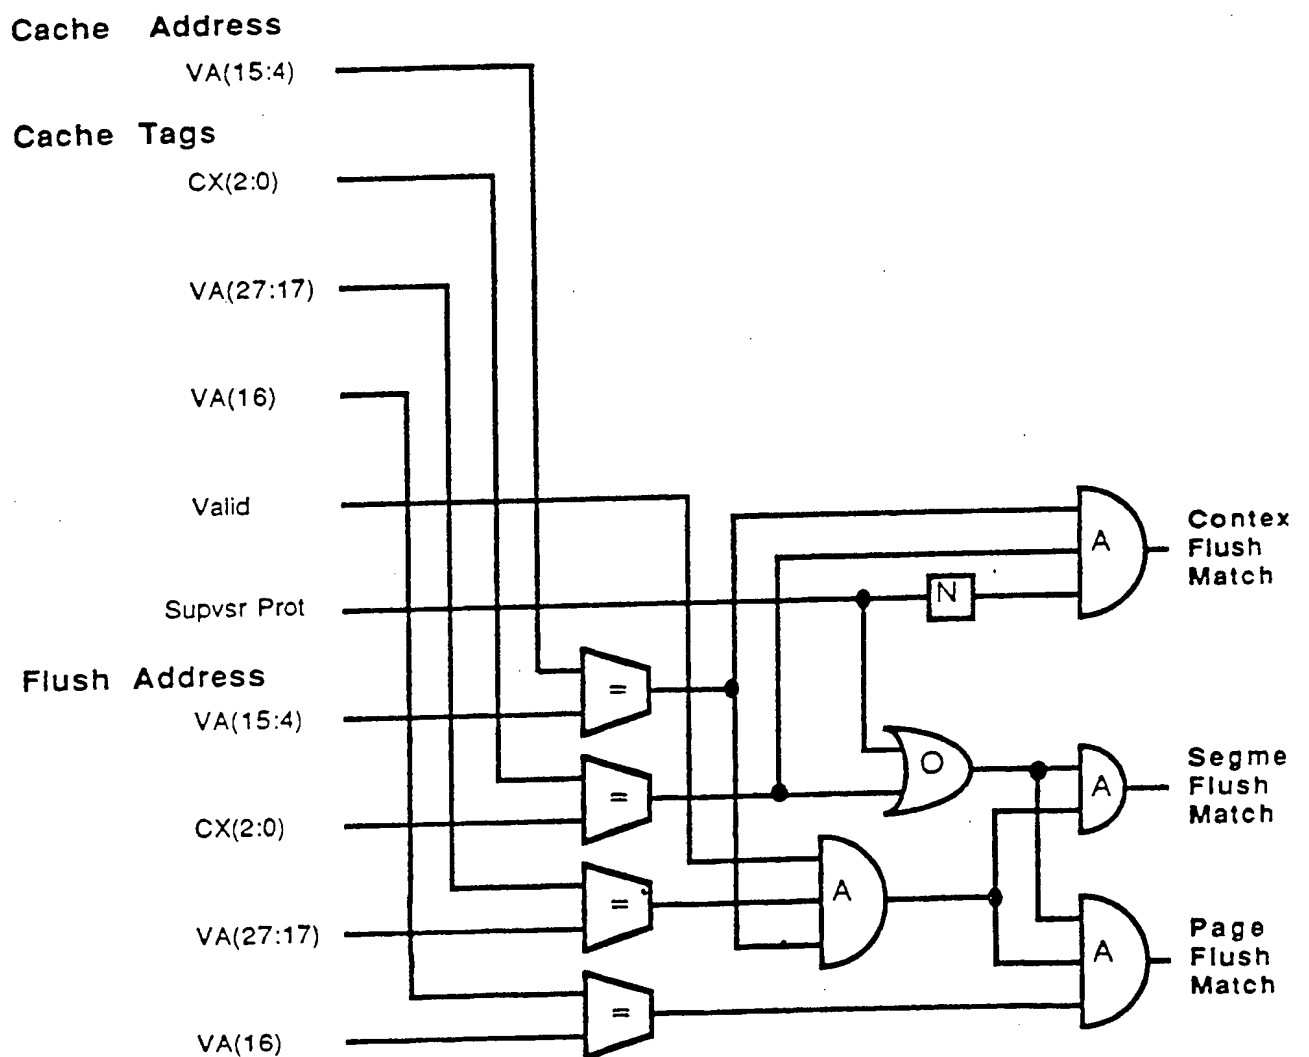 Cache Address
VA(15:4)
Cache Tags
CX(2:0)
VA(27:17)
VA(16)
Valid
Supvsr Prot
Flush Address
VA(15:4)
CX(2:0)
VA(27:17)
VA(16)
=
=
=
=
A
N
O
A
A
A
Contex
Flush
Match
Segme
Flush
Match
Page
Flush
Match